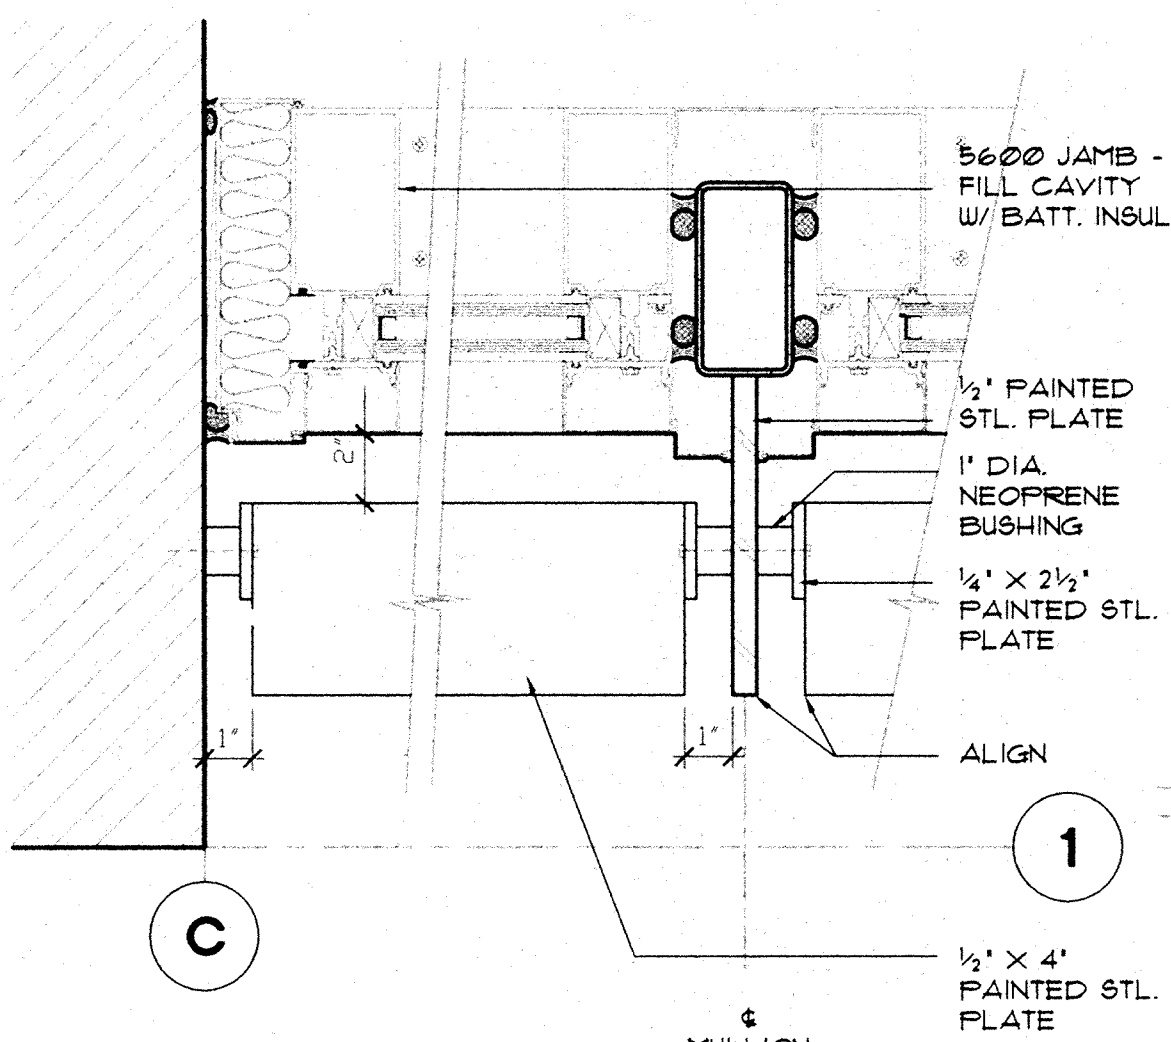 5600 JAMB -
FILL CAVITY
W/ BATT. INSUL
½" PAINTED
STL. PLATE
2"
1" DIA.
NEOPRENE
BUSHING
¼" X 2½"
PAINTED STL.
PLATE
1"
1"
ALIGN
1
C
½" X 4"
PAINTED STL.
PLATE
℄